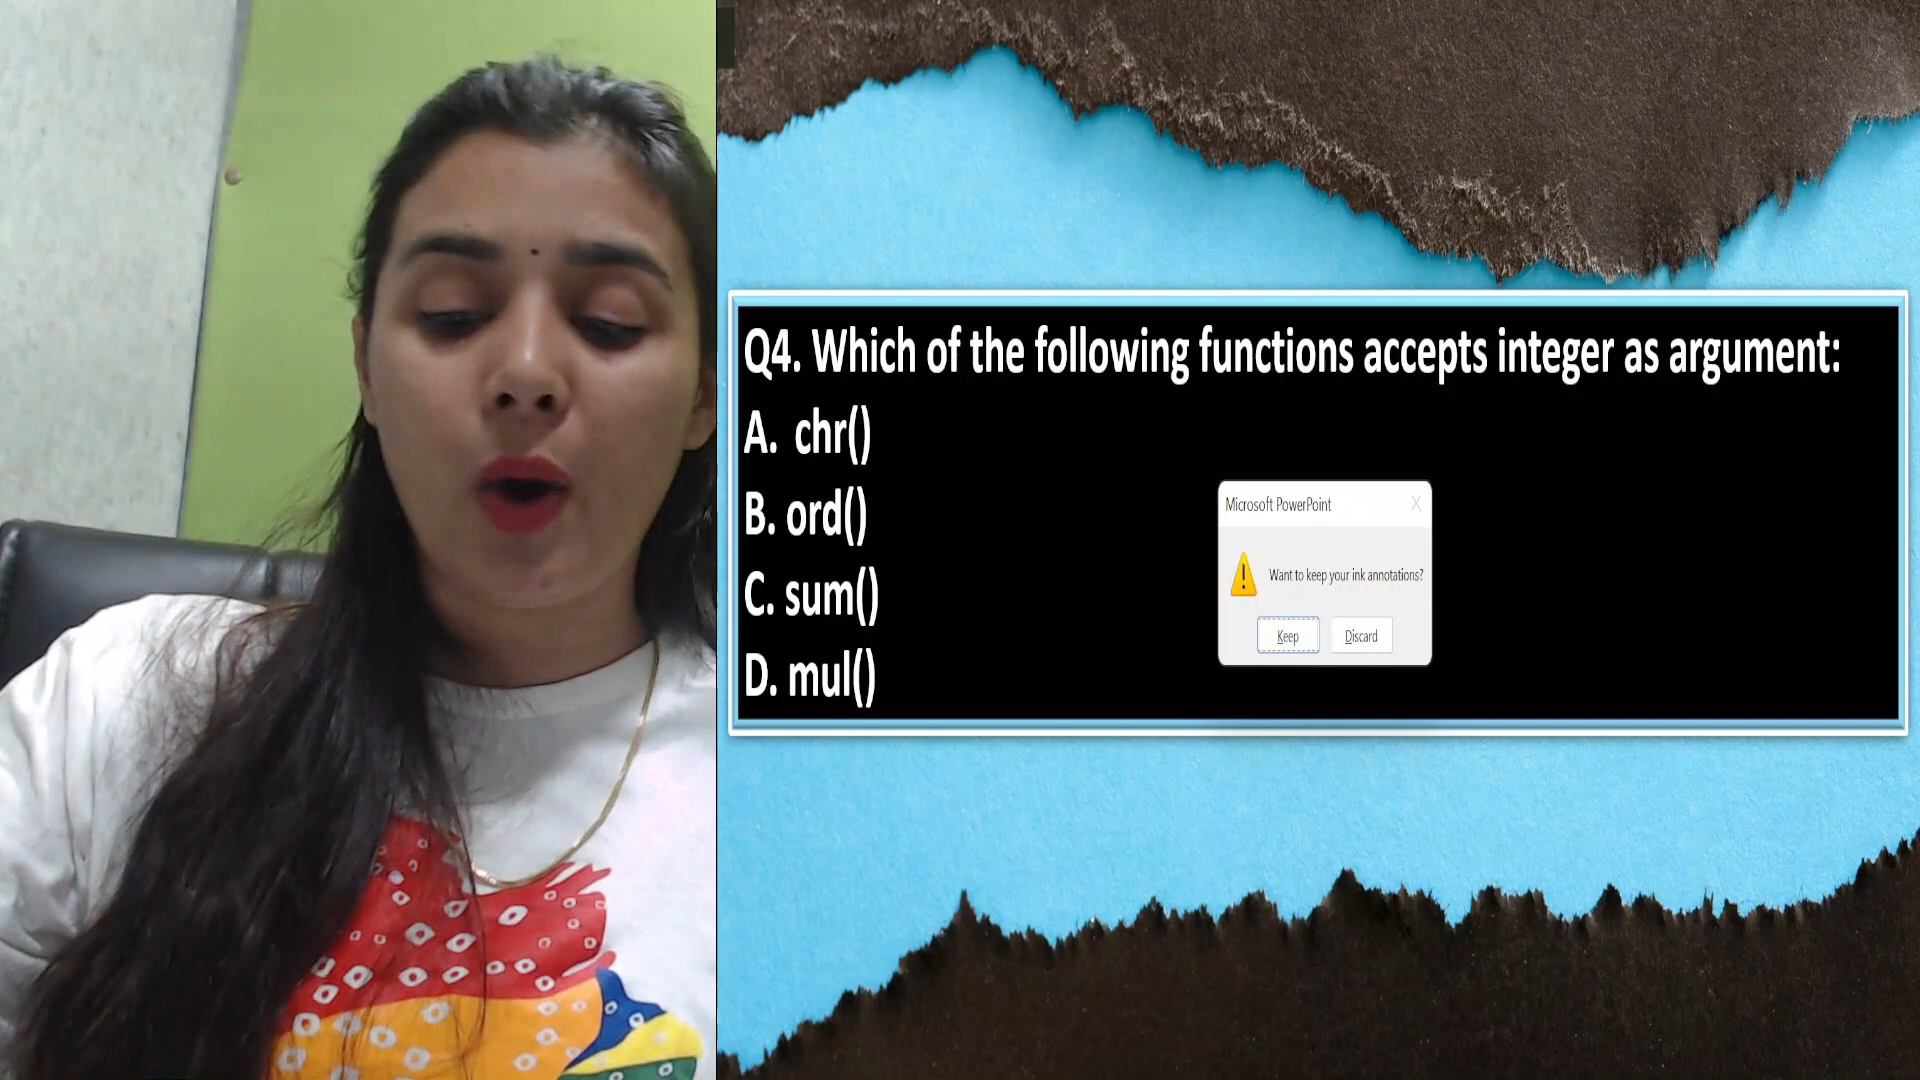 Q4. Which of the following functions accepts integer as argument:
A. chr()
B. ord()
C. sum()
D. mul()
Microsoft PowerPoint X
Want to keep your ink annotations?
Keep Discard